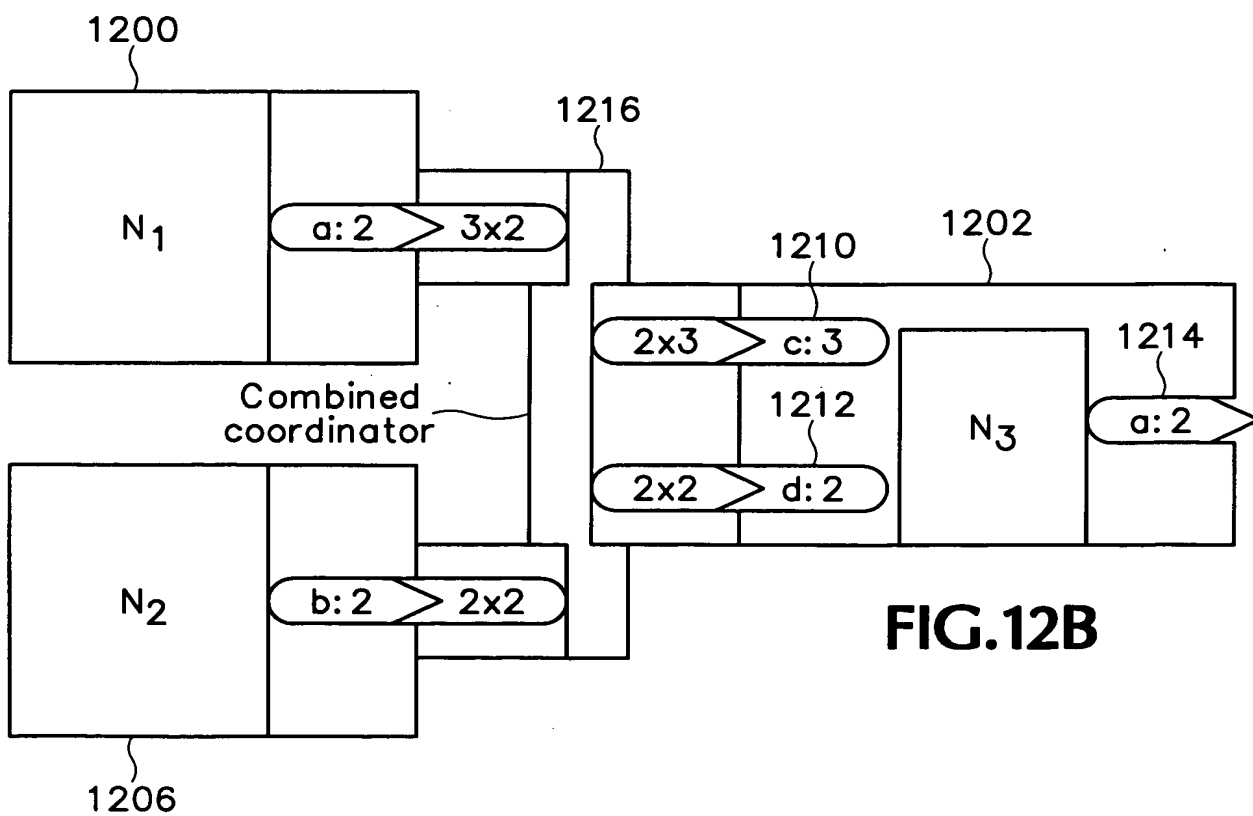 1200
1216
N1
a: 2
3x2
1210
1202
2x3
c: 3
1214
Combined
coordinator
1212
N3
a: 2
2x2
d: 2
N2
b: 2
2x2
FIG.12B
1206